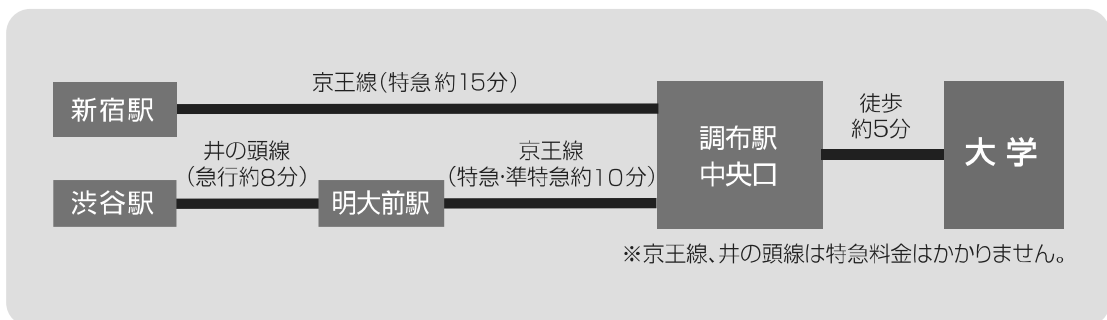 京王線(特急 約15分)
新宿駅
井の頭線
(急行約8分)
渋谷駅
明大前駅
京王線
(特急・準特急約10分)
調布駅
中央口
徒歩
約5分
大学
※京王線、井の頭線は特急料金はかかりません。